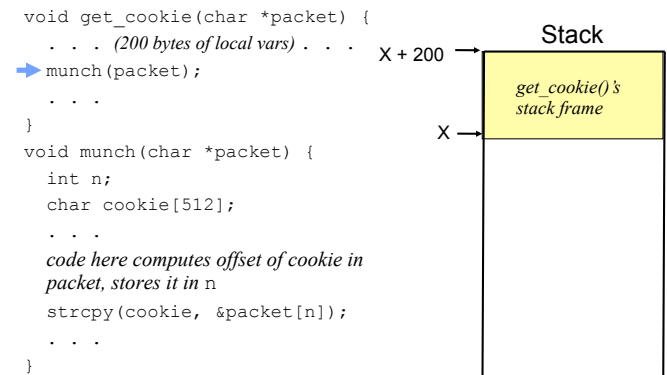 void get_cookie(char *packet) {
. . . (200 bytes of local vars) . . .
munch(packet);
. . .
}
void munch(char *packet) {
int n;
char cookie[512];
. . .
code here computes offset of cookie in
packet, stores it in n
strcpy(cookie, &packet[n]);
. . .
}
Stack
X + 200
get_cookie()'s
stack frame
X